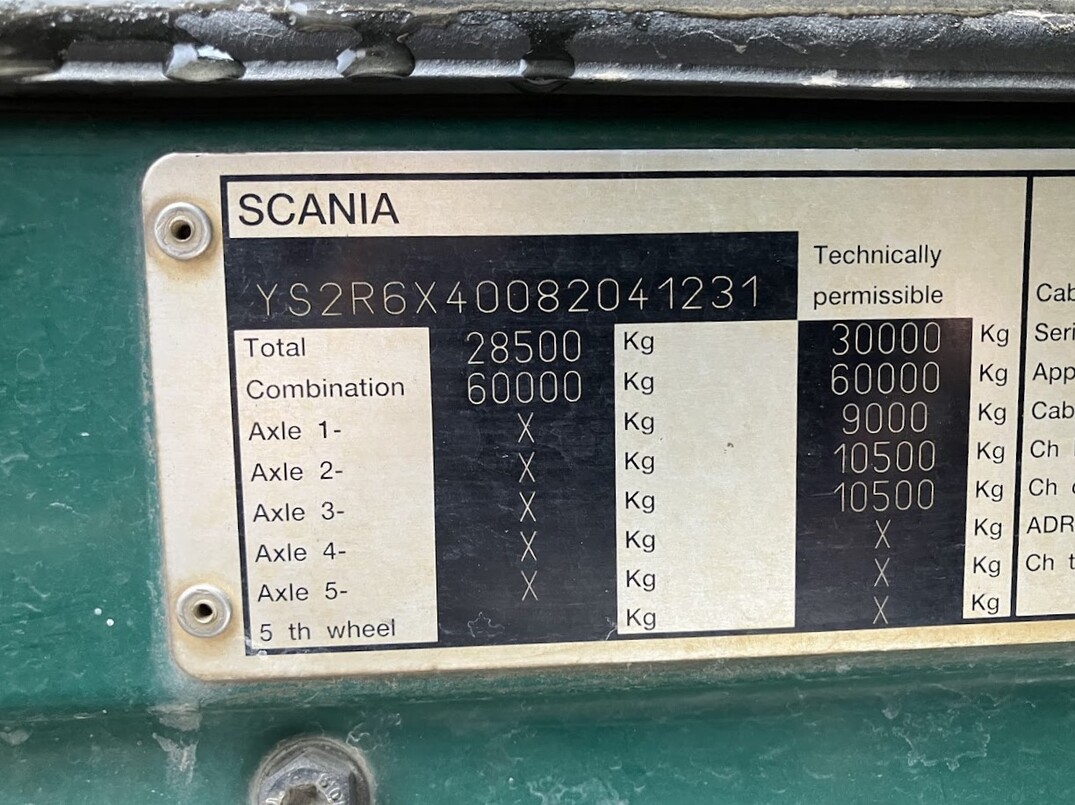 SCANIA
Technically
permissible
YS2R6X40082041231
Total 28500 Kg 30000 Kg
Combination 60000 Kg 60000 Kg
Axle 1- X Kg 9000 Kg
Axle 2- X Kg 10500 Kg
Axle 3- X Kg 10500 Kg
Axle 4- X Kg X Kg
Axle 5- X Kg X Kg
5 th wheel Kg X Kg
Cab
Seri
App
Cab
Ch
Ch
ADR
Ch t